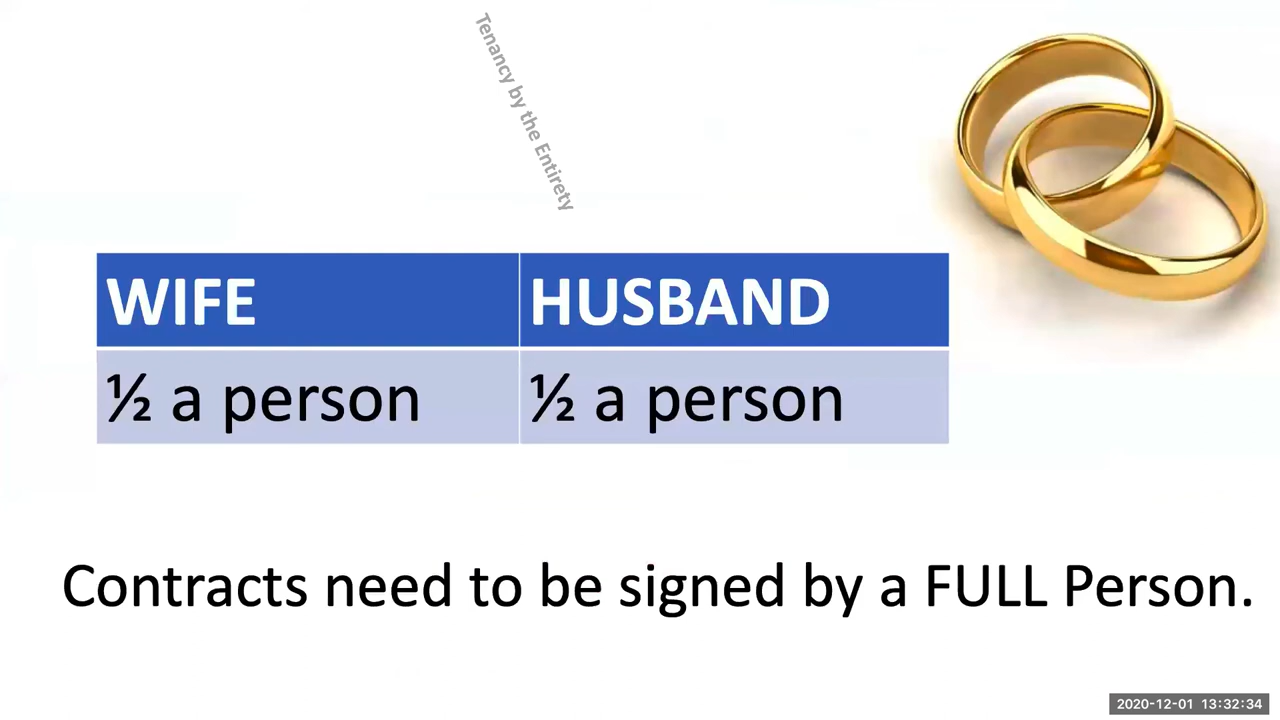 Tenancy by the Entirety
WIFE HUSBAND
½ a person ½ a person
Contracts need to be signed by a FULL Person.
2020-12-01 13:32:34